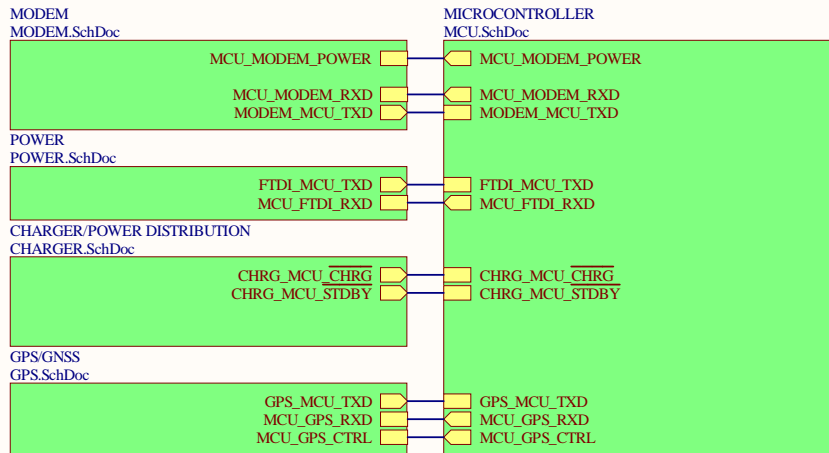 MODEM
MODEM.SchDoc
MCU_MODEM_POWER
MCU_MODEM_RXD
MODEM_MCU_TXD
POWER
POWER.SchDoc
FTDI_MCU_TXD
MCU_FTDI_RXD
CHARGER/POWER DISTRIBUTION
CHARGER.SchDoc
CHRG_MCU_CHRG
CHRG_MCU_STDBY
GPS/GNSS
GPS.SchDoc
GPS_MCU_TXD
MCU_GPS_RXD
MCU_GPS_CTRL
MICROCONTROLLER
MCU.SchDoc
MCU_MODEM_POWER
MCU_MODEM_RXD
MODEM_MCU_TXD
FTDI_MCU_TXD
MCU_FTDI_RXD
CHRG_MCU_CHRG
CHRG_MCU_STDBY
GPS_MCU_TXD
MCU_GPS_RXD
MCU_GPS_CTRL